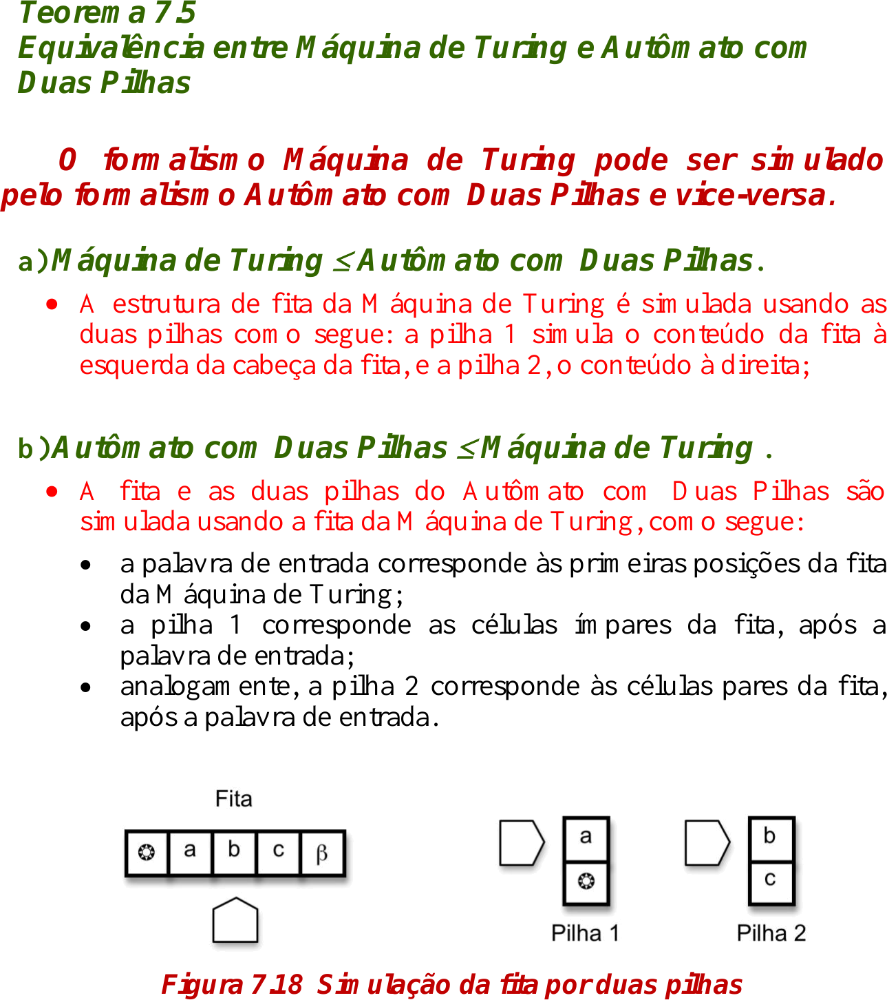 Teorema 7.5
Equivalência entre Máquina de Turing e Autômato com
Duas Pilhas
O formalismo Máquina de Turing pode ser simulado
pelo formalismo Autômato com Duas Pilhas e vice-versa.
a) Máquina de Turing ≤ Autômato com Duas Pilhas.
• A estrutura de fita da Máquina de Turing é simulada usando as
duas pilhas como segue: a pilha 1 simula o conteúdo da fita à
esquerda da cabeça da fita, e a pilha 2, o conteúdo à direita;
b) Autômato com Duas Pilhas ≤ Máquina de Turing .
• A fita e as duas pilhas do Autômato com Duas Pilhas são
simulada usando a fita da Máquina de Turing, como segue:
• a palavra de entrada corresponde às primeiras posições da fita
da Máquina de Turing;
• a pilha 1 corresponde as células ímpares da fita, após a
palavra de entrada;
• analogamente, a pilha 2 corresponde às células pares da fita,
após a palavra de entrada.
Fita
❂ a b c β
a
❂
Pilha 1
b
c
Pilha 2
Figura 7.18 Simulação da fita por duas pilhas